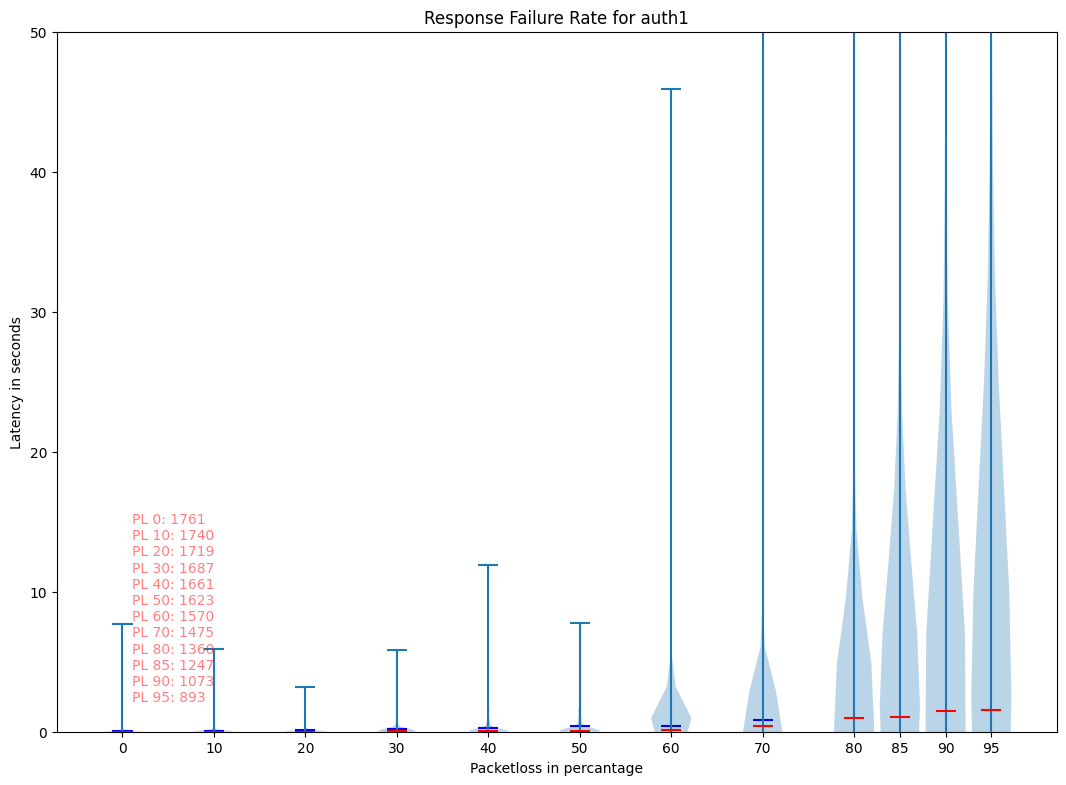 Response Failure Rate for auth1
50
40
30
20
10
0
Latency in seconds
PL 0: 1761
PL 10: 1740
PL 20: 1719
PL 30: 1687
PL 40: 1661
PL 50: 1623
PL 60: 1570
PL 70: 1475
PL 80: 1360
PL 85: 1247
PL 90: 1073
PL 95: 893
0 10 20 30 40 50 60 70 80 85 90 95
Packetloss in percantage